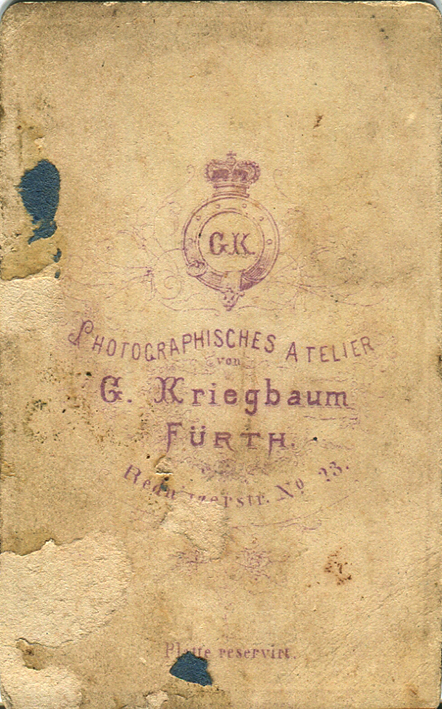 G.K.
PHOTOGRAPHISCHES ATELIER
von
G. Kriegbaum
FÜRTH.
No 23.
Platte reservirt.